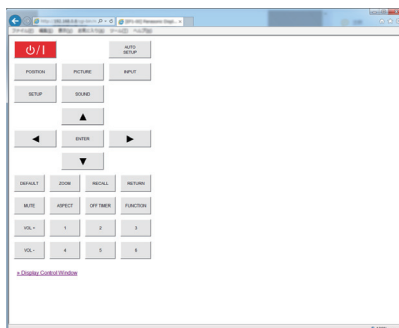 AUTO
SETUP
POSITION PICTURE INPUT
SETUP SOUND
ENTER
DEFAULT ZOOM RECALL RETURN
MUTE ASPECT OFF TIMER FUNCTION
VOL + 1 2 3
VOL - 4 5 6
» Display Control Window